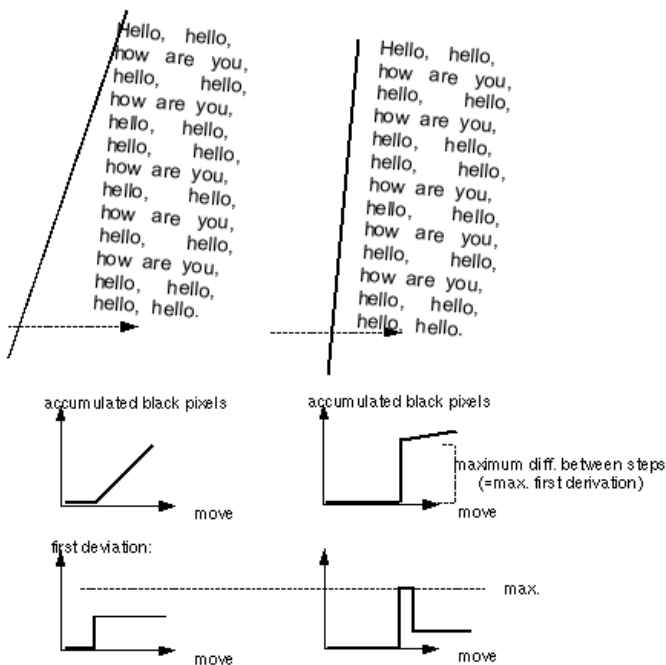 Hello, hello,
how are you,
hello, hello,
how are you,
hello, hello,
hello, hello,
how are you,
hello, hello,
how are you,
hello, hello,
how are you,
hello, hello,
hello, hello.
Hello, hello,
how are you,
hello, hello,
how are you,
hello, hello,
hello, hello,
how are you,
hello, hello,
how are you,
hello, hello,
how are you,
hello, hello,
hello, hello.
accumulated black pixels
move
accumulated black pixels
maximum diff. between steps
(=max. first derivation)
move
first deviation:
max.
move
move